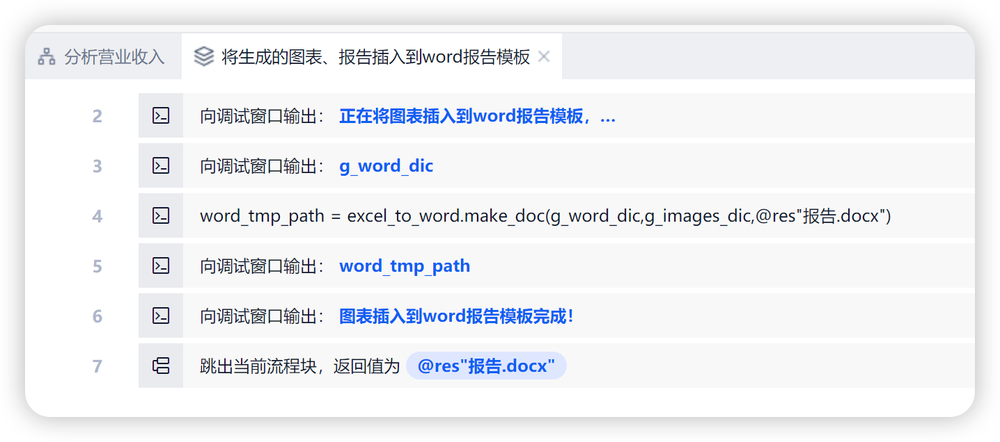 分析营业收入 将生成的图表、报告插入到word报告模板
2 向调试窗口输出： 正在将图表插入到word报告模板，...
3 向调试窗口输出： g_word_dic
4 word_tmp_path = excel_to_word.make_doc(g_word_dic,g_images_dic,@res"报告.docx")
5 向调试窗口输出： word_tmp_path
6 向调试窗口输出： 图表插入到word报告模板完成！
7 跳出当前流程块，返回值为 @res"报告.docx"